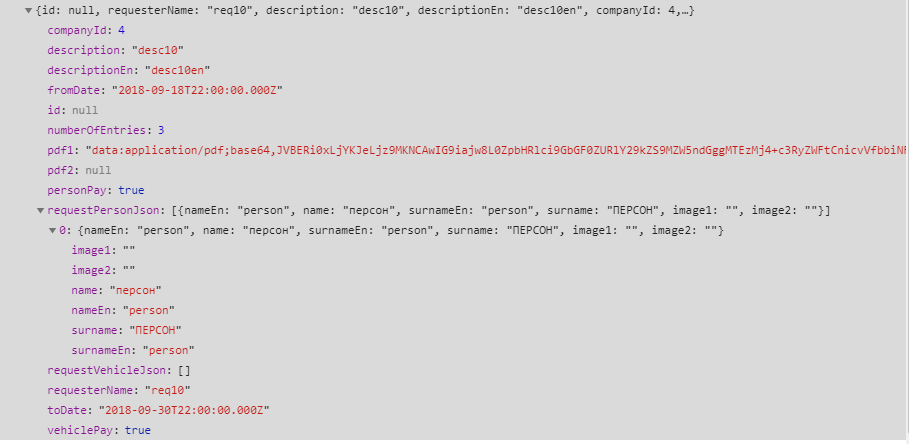 {id: null, requesterName: "req10", description: "desc10", descriptionEn: "desc10en", companyId: 4,…}
companyId: 4
description: "desc10"
descriptionEn: "desc10en"
fromDate: "2018-09-18T22:00:00.000Z"
id: null
numberOfEntries: 3
pdf1: "data:application/pdf;base64,JVBERi0xLjYKJeLjz9MKNCAwIG9iajw8L0ZpbHRlci9GbGF0ZURlY29kZS9MZW5ndGggMTEzMj4+c3RyZWFtCnicvVfbbiNF
pdf2: null
personPay: true
requestPersonJson: [{nameEn: "person", name: "персон", surnameEn: "person", surname: "ПЕРСОН", image1: "", image2: ""}]
0: {nameEn: "person", name: "персон", surnameEn: "person", surname: "ПЕРСОН", image1: "", image2: ""}
image1: ""
image2: ""
name: "персон"
nameEn: "person"
surname: "ПЕРСОН"
surnameEn: "person"
requestVehicleJson: []
requesterName: "req10"
toDate: "2018-09-30T22:00:00.000Z"
vehiclePay: true